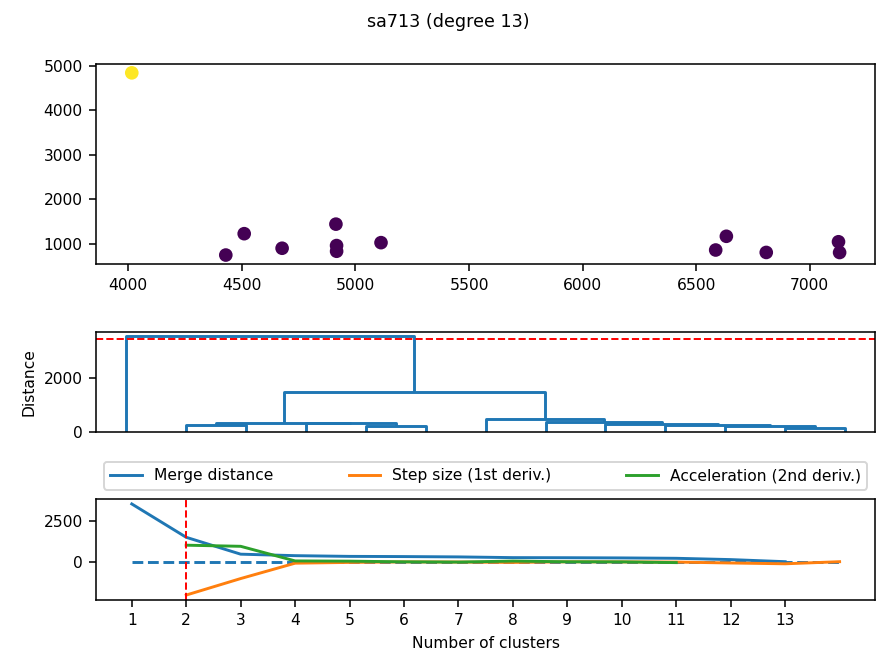 sa713 (degree 13)
5000
4000
3000
2000
1000
4000 4500 5000 5500 6000 6500 7000
Distance
2000
0
Merge distance Step size (1st deriv.) Acceleration (2nd deriv.)
2500
0
1 2 3 4 5 6 7 8 9 10 11 12 13
Number of clusters